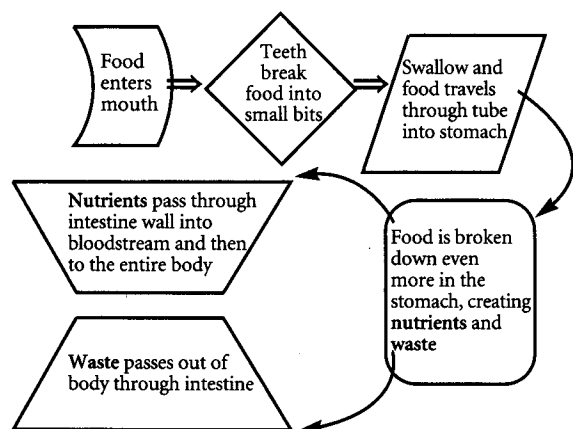 Food
enters
mouth
Teeth
break
food into
small bits
Swallow and
food travels
through tube
into stomach
Food is broken
down even
more in the
stomach, creating
nutrients and
waste
Nutrients pass through
intestine wall into
bloodstream and then
to the entire body
Waste passes out of
body through intestine